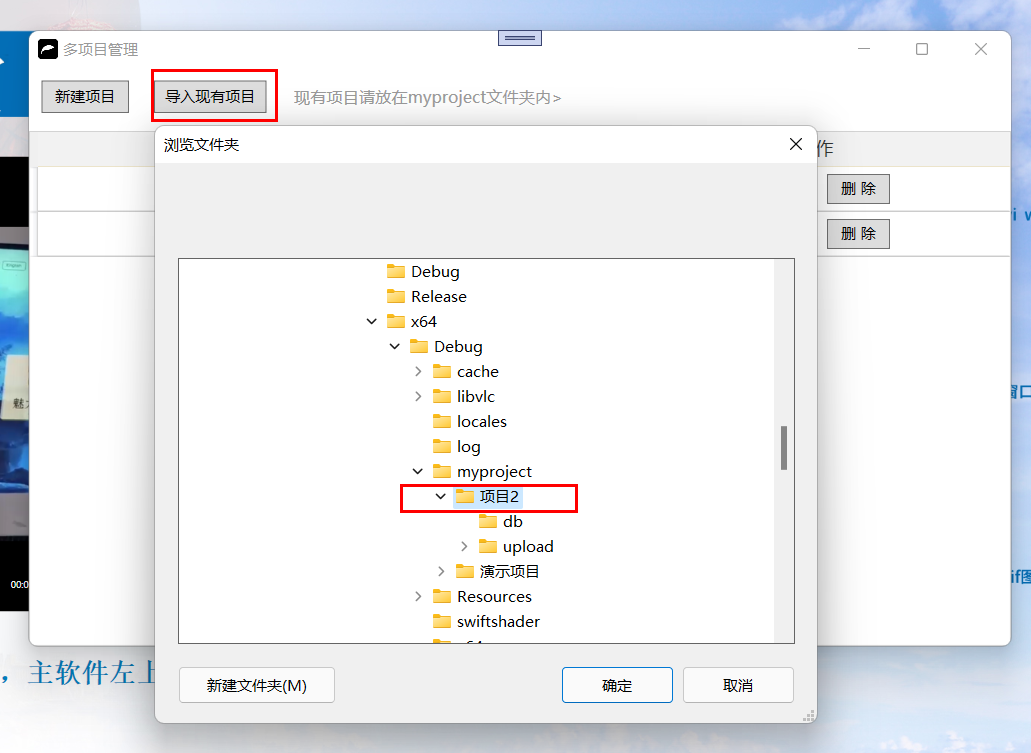 多项目管理
新建项目
导入现有项目
现有项目请放在myproject文件夹内>
浏览文件夹
作
删 除
删 除
Debug
Release
x64
Debug
cache
libvlc
locales
log
myproject
项目2
db
upload
演示项目
Resources
swiftshader
新建文件夹(M)
确定
取消
00:0
，主软件左上